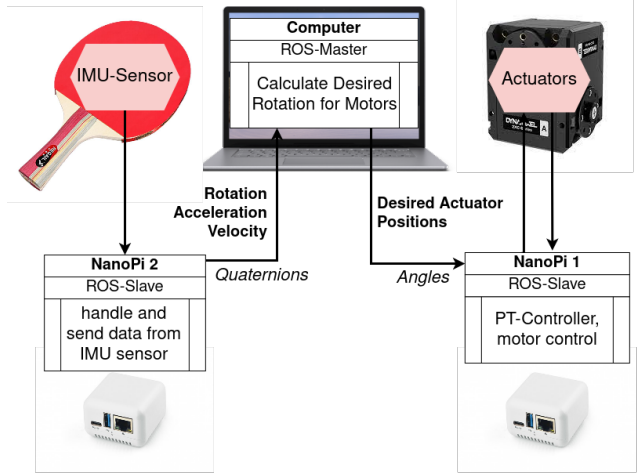 Computer
ROS-Master
Calculate Desired
Rotation for Motors
IMU-Sensor
Actuators
Rotation
Acceleration
Velocity
Quaternions
Desired Actuator
Positions
Angles
NanoPi 2
ROS-Slave
handle and
send data from
IMU sensor
NanoPi 1
ROS-Slave
PT-Controller,
motor control
A